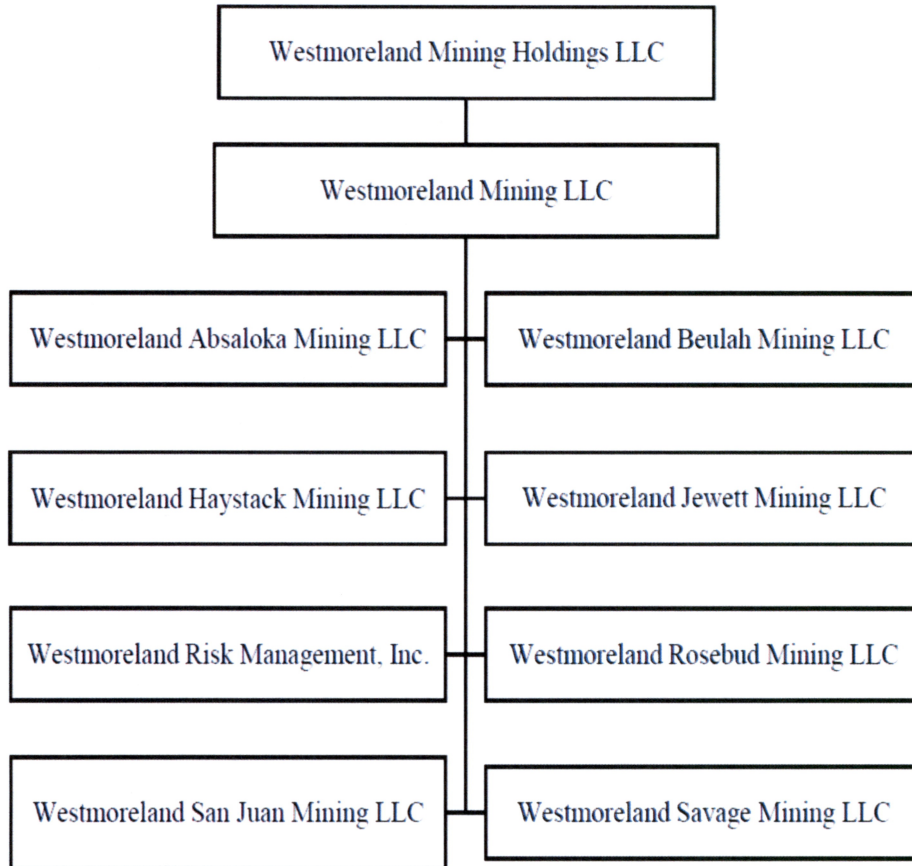 Westmoreland Mining Holdings LLC
Westmoreland Mining LLC
Westmoreland Absaloka Mining LLC
Westmoreland Beulah Mining LLC
Westmoreland Haystack Mining LLC
Westmoreland Jewett Mining LLC
Westmoreland Risk Management, Inc.
Westmoreland Rosebud Mining LLC
Westmoreland San Juan Mining LLC
Westmoreland Savage Mining LLC